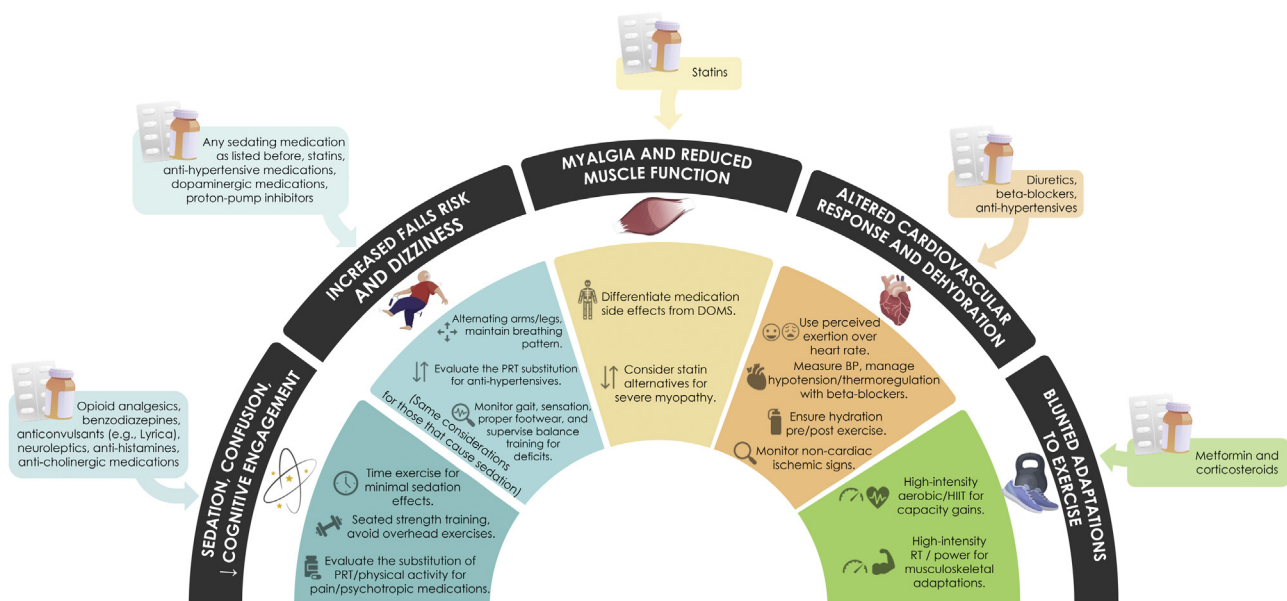 Statins
Any sedating medication
as listed before, statins,
anti-hypertensive medications,
dopaminergic medications,
proton-pump inhibitors
Diuretics,
beta-blockers,
anti-hypertensives
Opioid analgesics,
benzodiazepines,
anticonvulsants (e.g., Lyrica),
neuroleptics, anti-histamines,
anti-cholinergic medications
Metformin and
corticosteroids
SEDATION, CONFUSION,
↓ COGNITIVE ENGAGEMENT
INCREASED FALLS RISK
AND DIZZINESS
MYALGIA AND REDUCED
MUSCLE FUNCTION
ALTERED CARDIOVASCULAR
RESPONSE AND DEHYDRATION
BLUNTED ADAPTATIONS
TO EXERCISE
Time exercise for
minimal sedation
effects.
Seated strength training,
avoid overhead exercises.
Evaluate the substitution of
PRT/physical activity for
pain/psychotropic medications.
Alternating arms/legs,
maintain breathing
pattern.
Evaluate the PRT substitution
for anti-hypertensives.
Monitor gait, sensation,
proper footwear, and
supervise balance
training for
deficits.
(Same considerations
for those that cause sedation)
Differentiate medication
side effects from DOMS.
Consider statin
alternatives for
severe myopathy.
Use perceived
exertion over
heart rate.
Measure BP, manage
hypotension/thermoregulation
with beta-blockers.
Ensure hydration
pre/post exercise.
Monitor non-cardiac
ischemic signs.
High-intensity
aerobic/HIIT for
capacity gains.
High-intensity
RT / power for
musculoskeletal
adaptations.